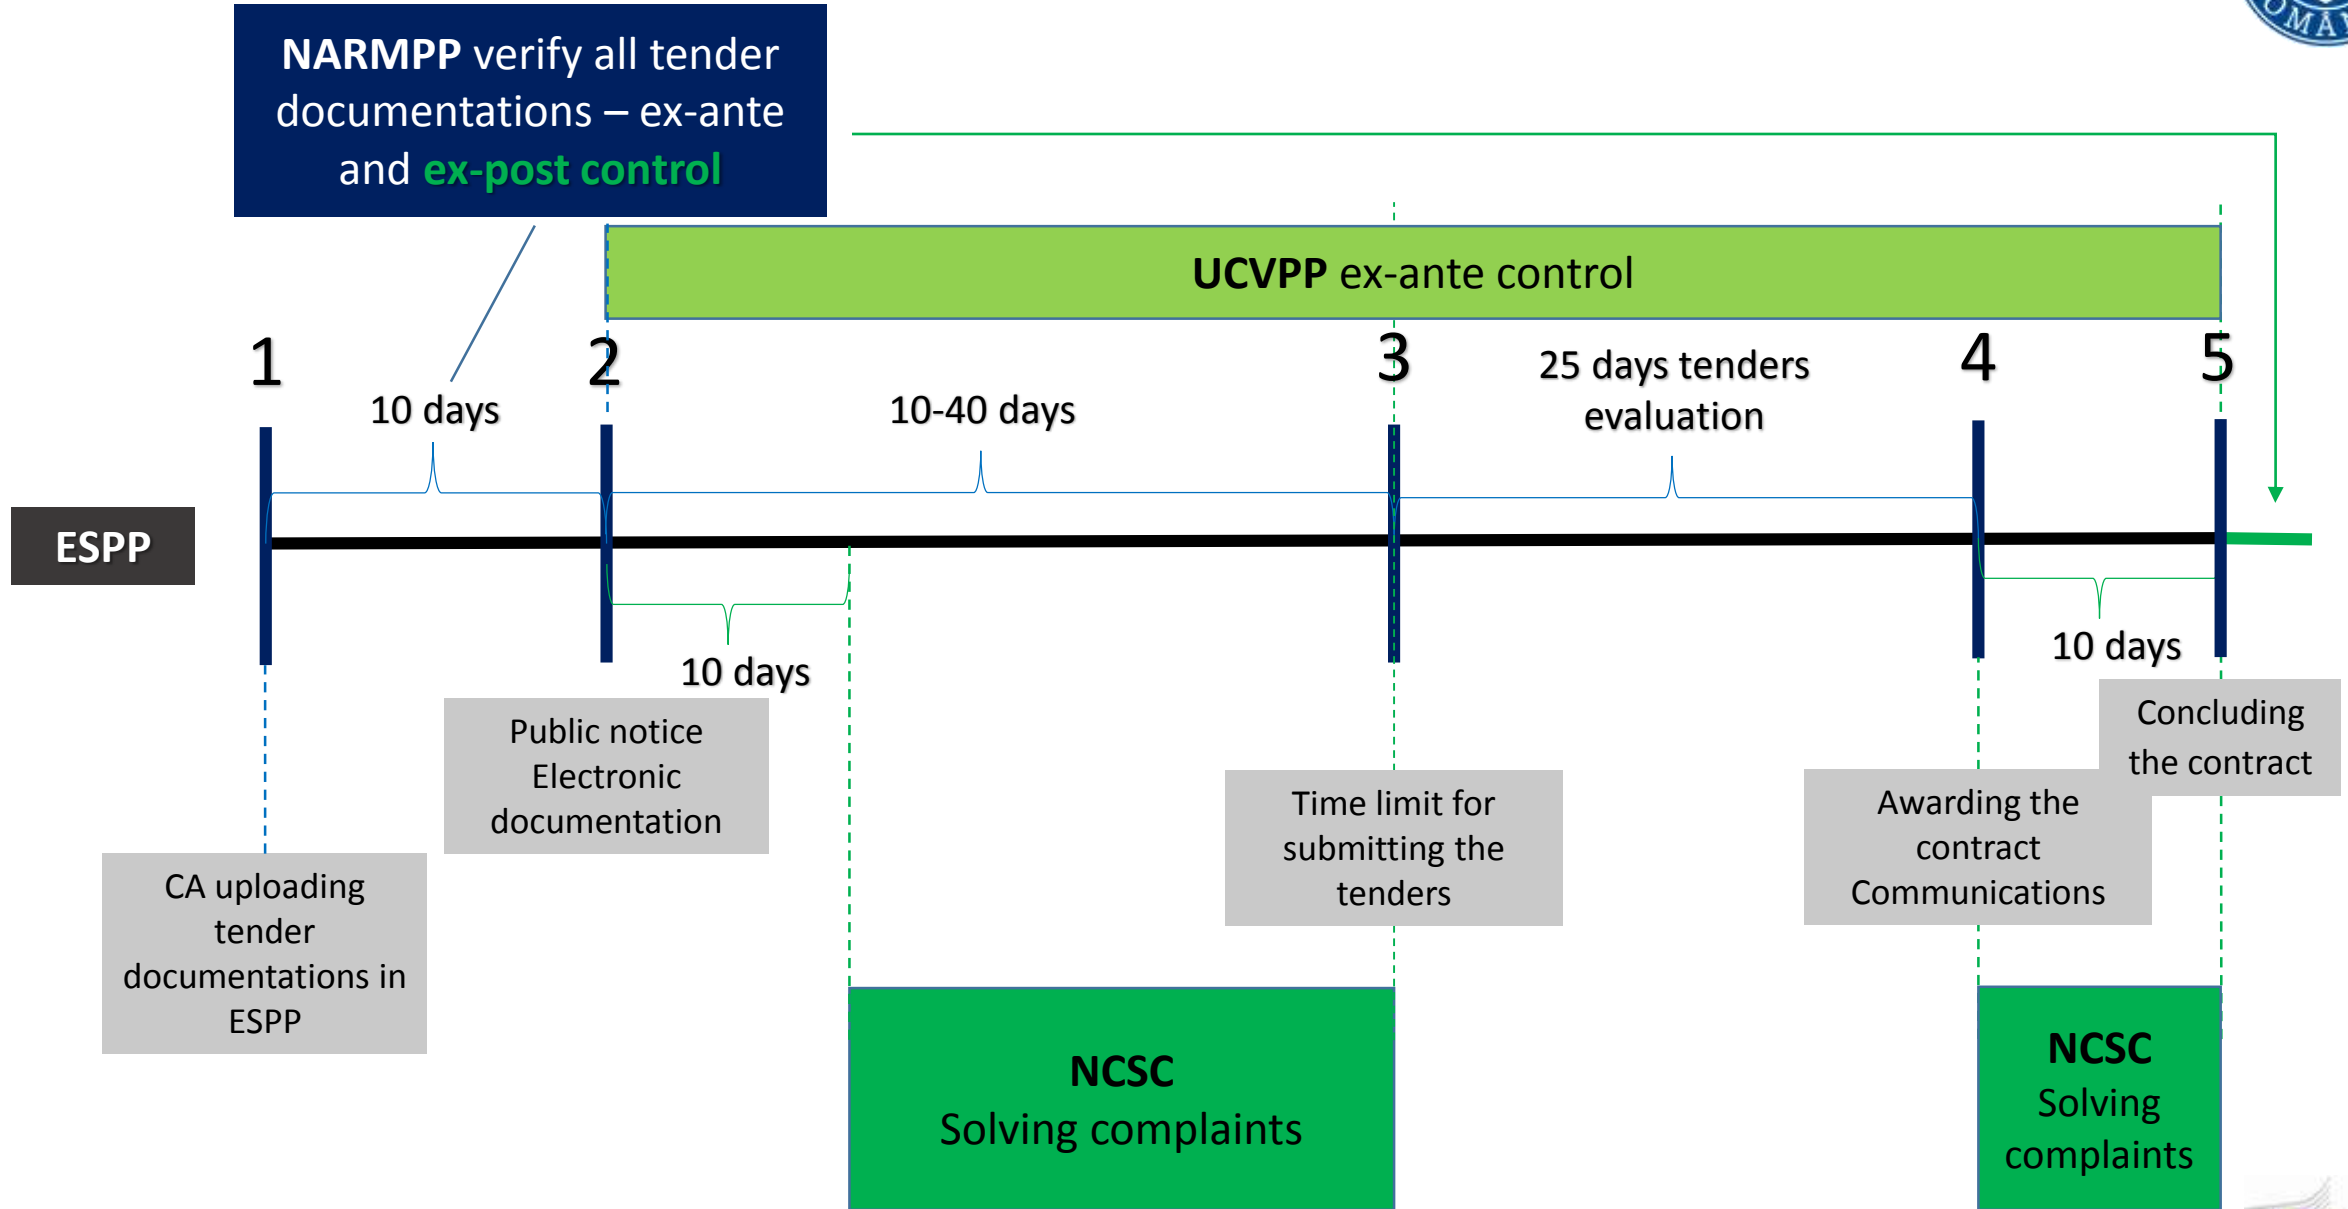 NARMPP verify all tender
documentations – ex-ante
and ex-post control
UCVPP ex-ante control
1
2
3
4
5
10 days
10-40 days
25 days tenders
evaluation
ESPP
10 days
10 days
Public notice
Electronic
documentation
Concluding
the contract
Time limit for
submitting the
tenders
Awarding the
contract
Communications
CA uploading
tender
documentations in
ESPP
NCSC
Solving complaints
NCSC
Solving
complaints